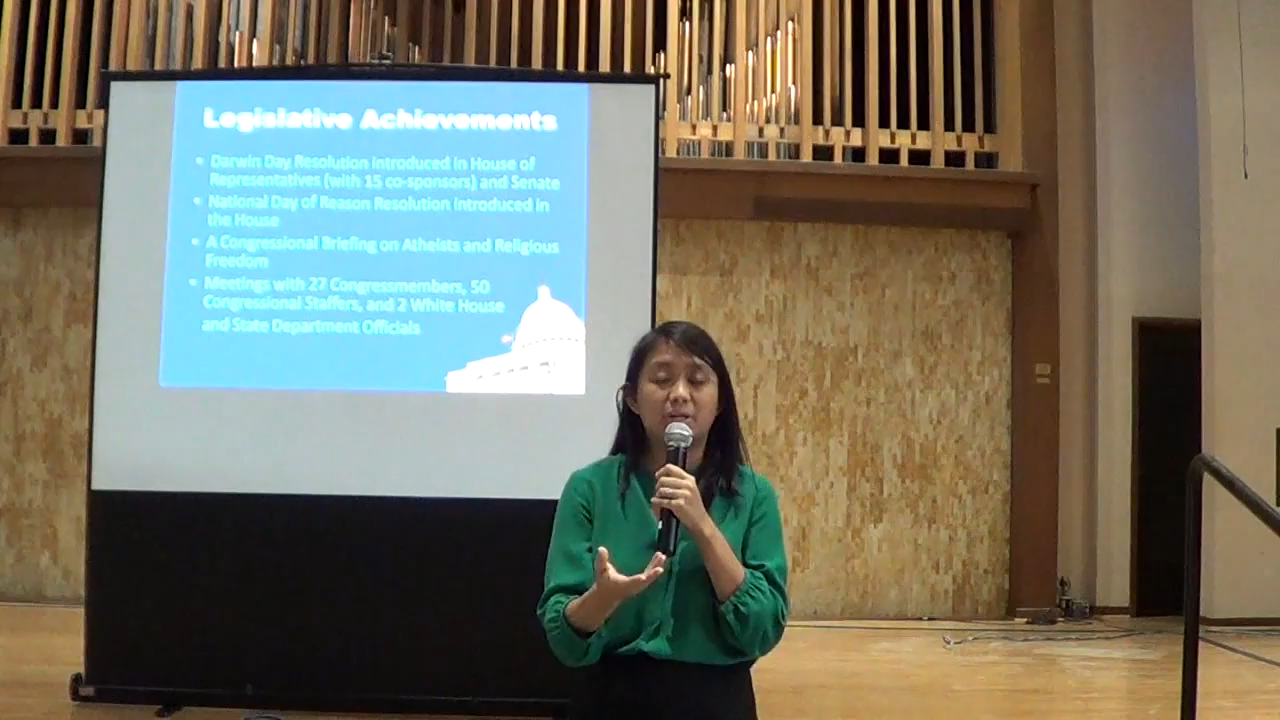 Legislative Achievements
• Darwin Day Resolution introduced in House of
Representatives (with 15 co-sponsors) and Senate
• National Day of Reason Resolution introduced in
the House
• A Congressional Briefing on Atheists and Religious
Freedom
• Meetings with 27 Congressmembers, 50
Congressional Staffers, and 2 White House
and State Department Officials